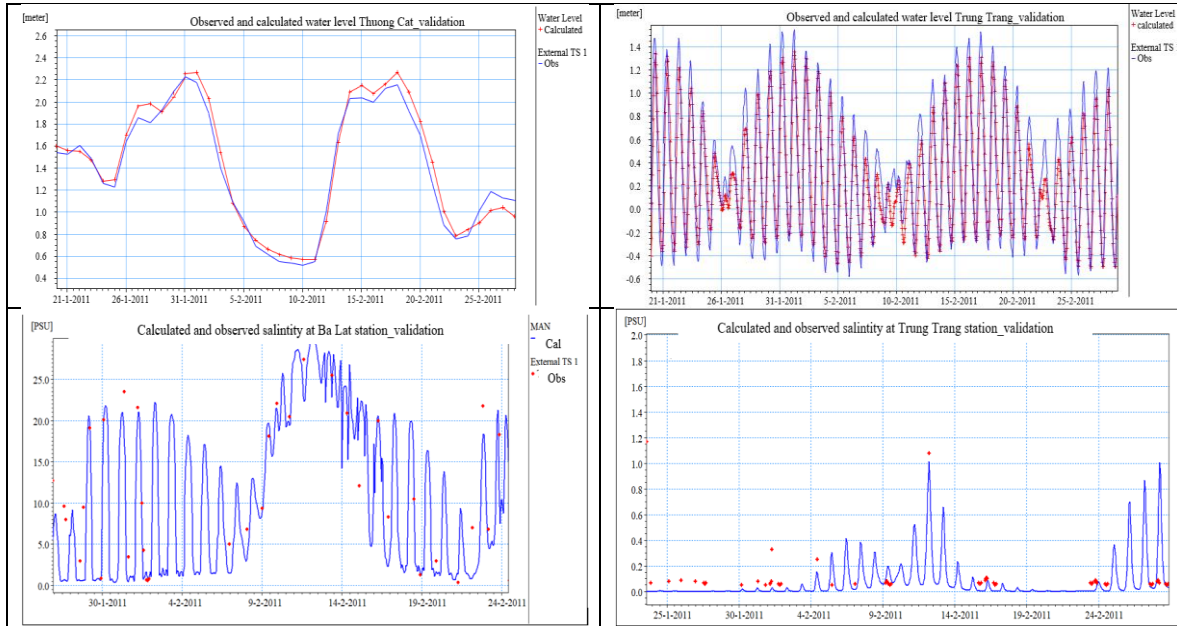 [meter]
Observed and calculated water level Thuong Cat_validation
Water Level
+ Calculated
External TS 1
– Obs
2.6
2.4
2.2
2.0
1.8
1.6
1.4
1.2
1.0
0.8
0.6
0.4
21-1-2011 26-1-2011 31-1-2011 5-2-2011 10-2-2011 15-2-2011 20-2-2011 25-2-2011
[meter]
Observed and calculated water level Trung Trang_validation
Water Level
+ calculated
External TS 1
– Obs
1.4
1.2
1.0
0.8
0.6
0.4
0.2
0.0
-0.2
-0.4
-0.6
21-1-2011 26-1-2011 31-1-2011 5-2-2011 10-2-2011 15-2-2011 20-2-2011 25-2-2011
[PSU]
Calculated and observed salintity at Ba Lat station_validation
MAN
Cal
External TS 1
Obs
25.0
20.0
15.0
10.0
5.0
0.0
30-1-2011 4-2-2011 9-2-2011 14-2-2011 19-2-2011 24-2-2011
[PSU]
Calculated and observed salinity at Trung Trang station_validation
2.0
1.8
1.6
1.4
1.2
1.0
0.8
0.6
0.4
0.2
0.0
25-1-2011 30-1-2011 4-2-2011 9-2-2011 14-2-2011 19-2-2011 24-2-2011